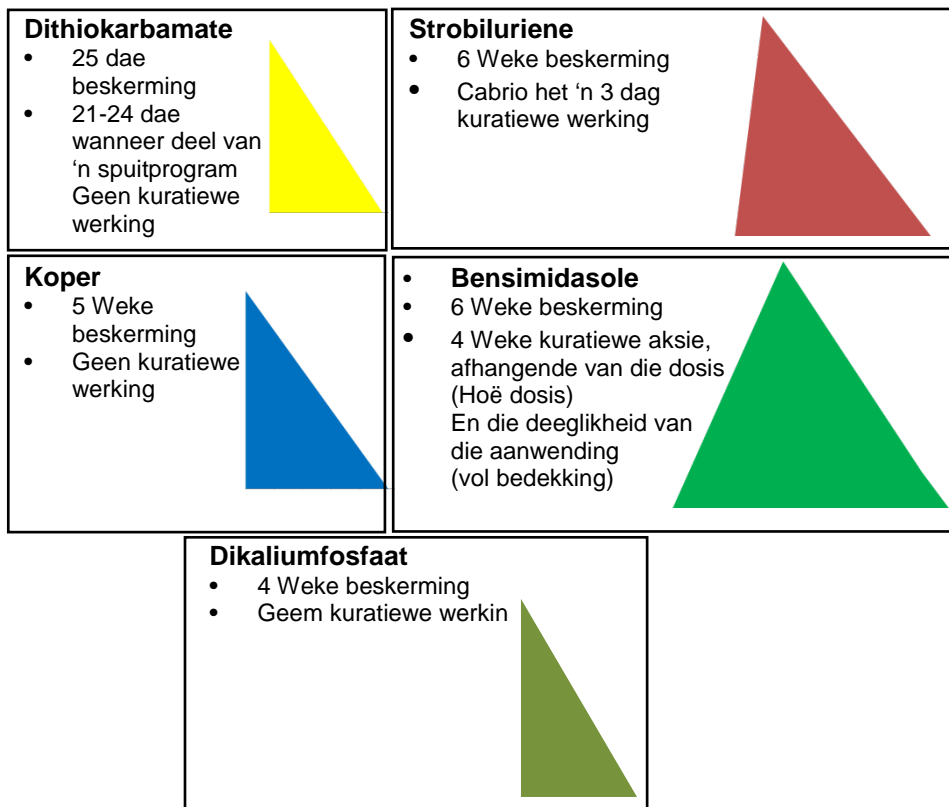 Dithiokarbamate
• 25 dae
beskerming
• 21-24 dae
wanneer deel van
‘n spuitprogram
Geen kuratiewe
werking
Strobiluriene
• 6 Weke beskerming
• Cabrio het ‘n 3 dag
kuratiewe werking
Koper
• 5 Weke
beskerming
• Geen kuratiewe
werking
• Bensimidasole
• 6 Weke beskerming
• 4 Weke kuratiewe aksie,
afhangende van die dosis
(Hoë dosis)
En die deeglikheid van
die aanwending
(vol bedekking)
Dikaliumfosfaat
• 4 Weke beskerming
• Geem kuratiewe werkin